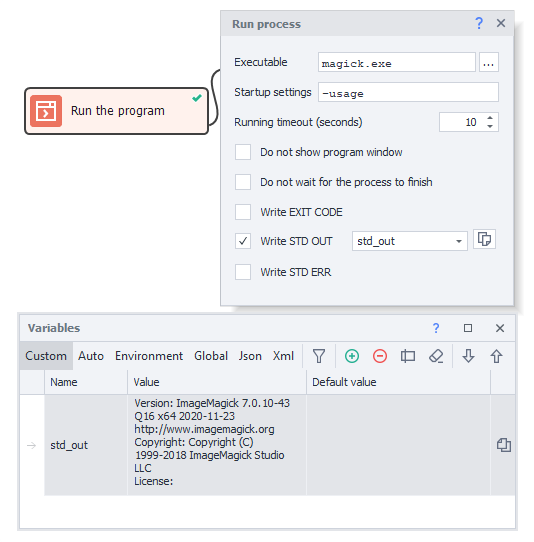 Run process
?
Executable
magick.exe
...
Run the program
Startup settings
-usage
Running timeout (seconds)
10
Do not show program window
Do not wait for the process to finish
Write EXIT CODE
Write STD OUT
std_out
Write STD ERR
Variables
?
Custom Auto Environment Global Json Xml
Name Value Default value
std_out
Version: ImageMagick 7.0.10-43
Q16 x64 2020-11-23
http://www.imagemagick.org
Copyright: Copyright (C)
1999-2018 ImageMagick Studio
LLC
License: